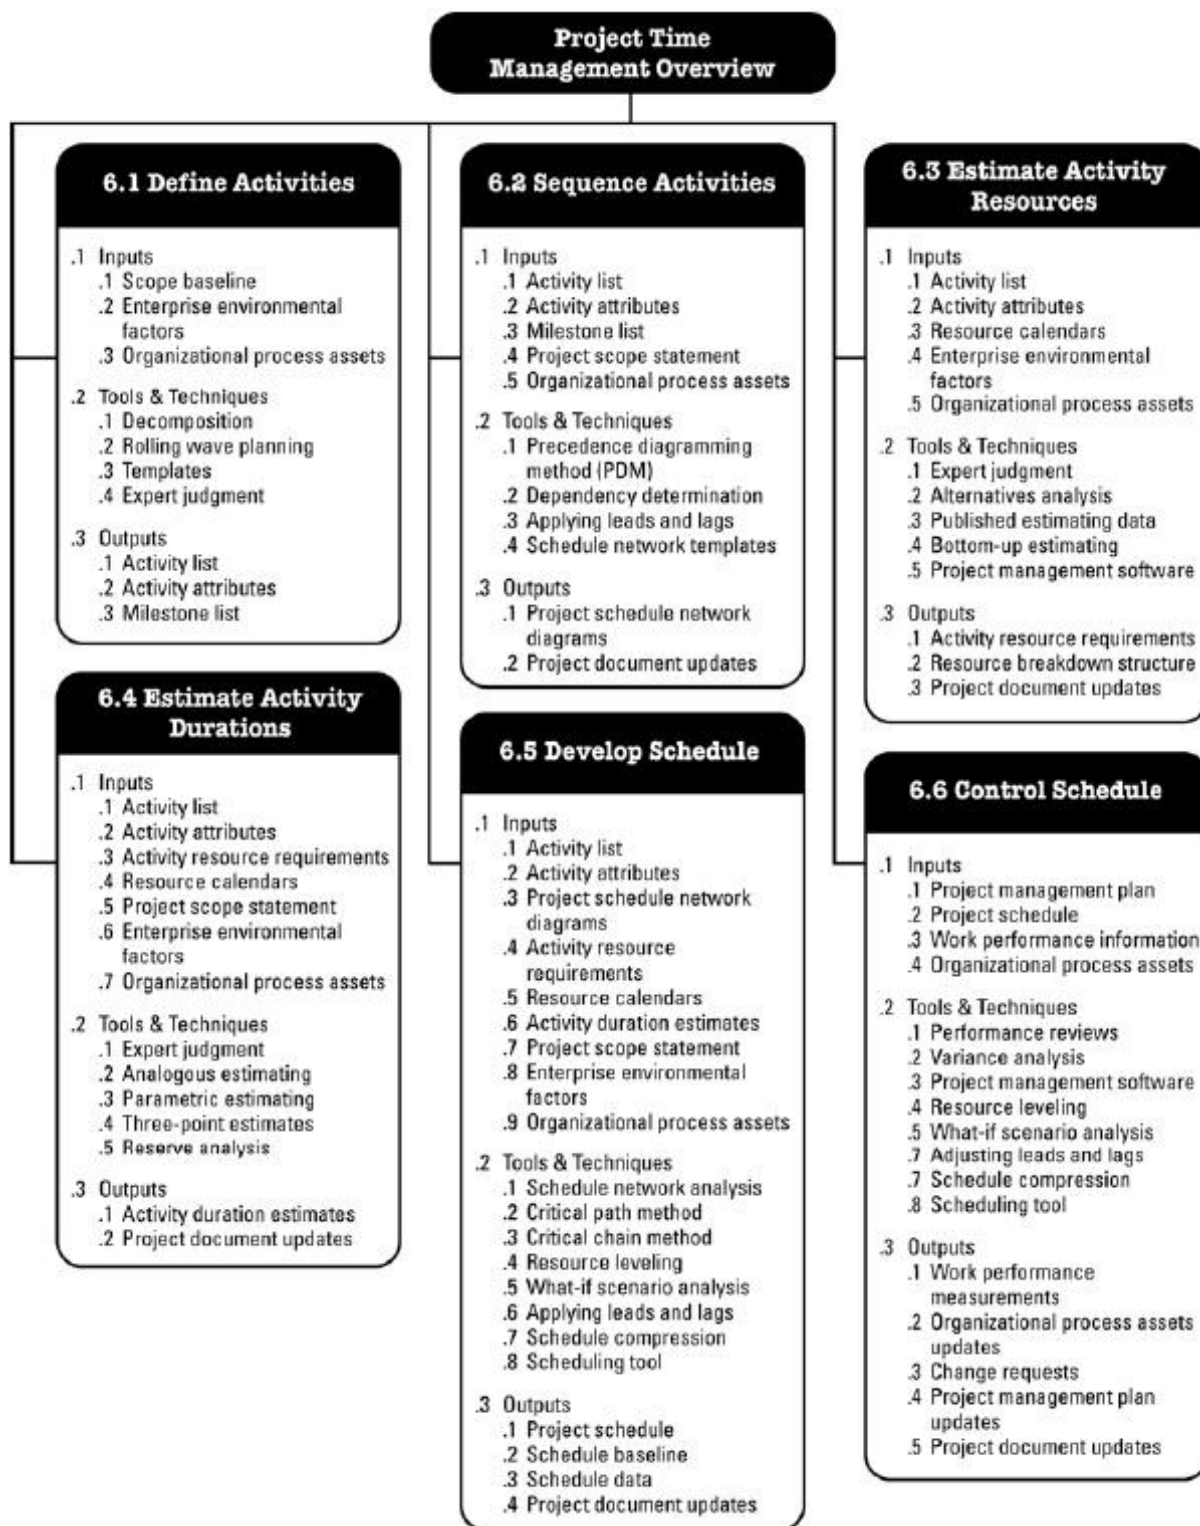 Project Time
Management Overview
6.1 Define Activities
.1 Inputs
.1 Scope baseline
.2 Enterprise environmental
factors
.3 Organizational process assets
.2 Tools & Techniques
.1 Decomposition
.2 Rolling wave planning
.3 Templates
.4 Expert judgment
.3 Outputs
.1 Activity list
.2 Activity attributes
.3 Milestone list
6.2 Sequence Activities
.1 Inputs
.1 Activity list
.2 Activity attributes
.3 Milestone list
.4 Project scope statement
.5 Organizational process assets
.2 Tools & Techniques
.1 Precedence diagramming
method (PDM)
.2 Dependency determination
.3 Applying leads and lags
.4 Schedule network templates
.3 Outputs
.1 Project schedule network
diagrams
.2 Project document updates
6.3 Estimate Activity
Resources
.1 Inputs
.1 Activity list
.2 Activity attributes
.3 Resource calendars
.4 Enterprise environmental
factors
.5 Organizational process assets
.2 Tools & Techniques
.1 Expert judgment
.2 Alternatives analysis
.3 Published estimating data
.4 Bottom-up estimating
.5 Project management software
.3 Outputs
.1 Activity resource requirements
.2 Resource breakdown structure
.3 Project document updates
6.4 Estimate Activity
Durations
.1 Inputs
.1 Activity list
.2 Activity attributes
.3 Activity resource requirements
.4 Resource calendars
.5 Project scope statement
.6 Enterprise environmental
factors
.7 Organizational process assets
.2 Tools & Techniques
.1 Expert judgment
.2 Analogous estimating
.3 Parametric estimating
.4 Three-point estimates
.5 Reserve analysis
.3 Outputs
.1 Activity duration estimates
.2 Project document updates
6.5 Develop Schedule
.1 Inputs
.1 Activity list
.2 Activity attributes
.3 Project schedule network
diagrams
.4 Activity resource
requirements
.5 Resource calendars
.6 Activity duration estimates
.7 Project scope statement
.8 Enterprise environmental
factors
.9 Organizational process assets
.2 Tools & Techniques
.1 Schedule network analysis
.2 Critical path method
.3 Critical chain method
.4 Resource leveling
.5 What-if scenario analysis
.6 Applying leads and lags
.7 Schedule compression
.8 Scheduling tool
.3 Outputs
.1 Project schedule
.2 Schedule baseline
.3 Schedule data
.4 Project document updates
6.6 Control Schedule
.1 Inputs
.1 Project management plan
.2 Project schedule
.3 Work performance information
.4 Organizational process assets
.2 Tools & Techniques
.1 Performance reviews
.2 Variance analysis
.3 Project management software
.4 Resource leveling
.5 What-if scenario analysis
.7 Adjusting leads and lags
.7 Schedule compression
.8 Scheduling tool
.3 Outputs
.1 Work performance
measurements
.2 Organizational process assets
updates
.3 Change requests
.4 Project management plan
updates
.5 Project document updates